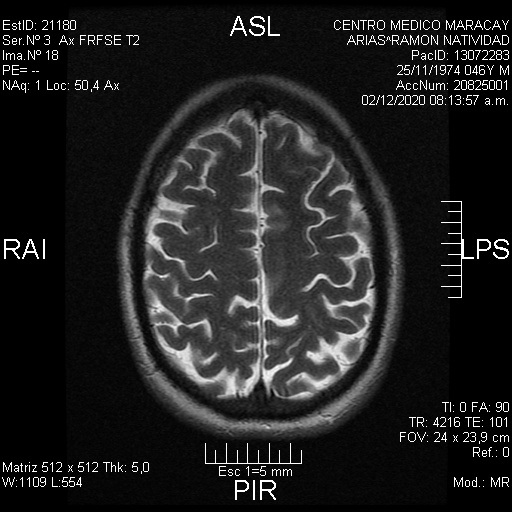 EstID: 21180
Ser.Nº 3 Ax FRFSE T2
Ima.Nº 18
PE= --
NAq: 1 Loc: 50,4 Ax
ASL
CENTRO MEDICO MARACAY
ARIAS^RAMON NATIVIDAD
PacID: 13072283
25/11/1974 046Y M
AccNum: 20825001
02/12/2020 08:13:57 a.m.
RAI
LPS
TI: 0 FA: 90
TR: 4216 TE: 101
FOV: 24 x 23,9 cm
Ref.: 0
Mod.: MR
Matriz 512 x 512 Thk: 5,0
W:1109 L:554
Esc 1=5 mm
PIR